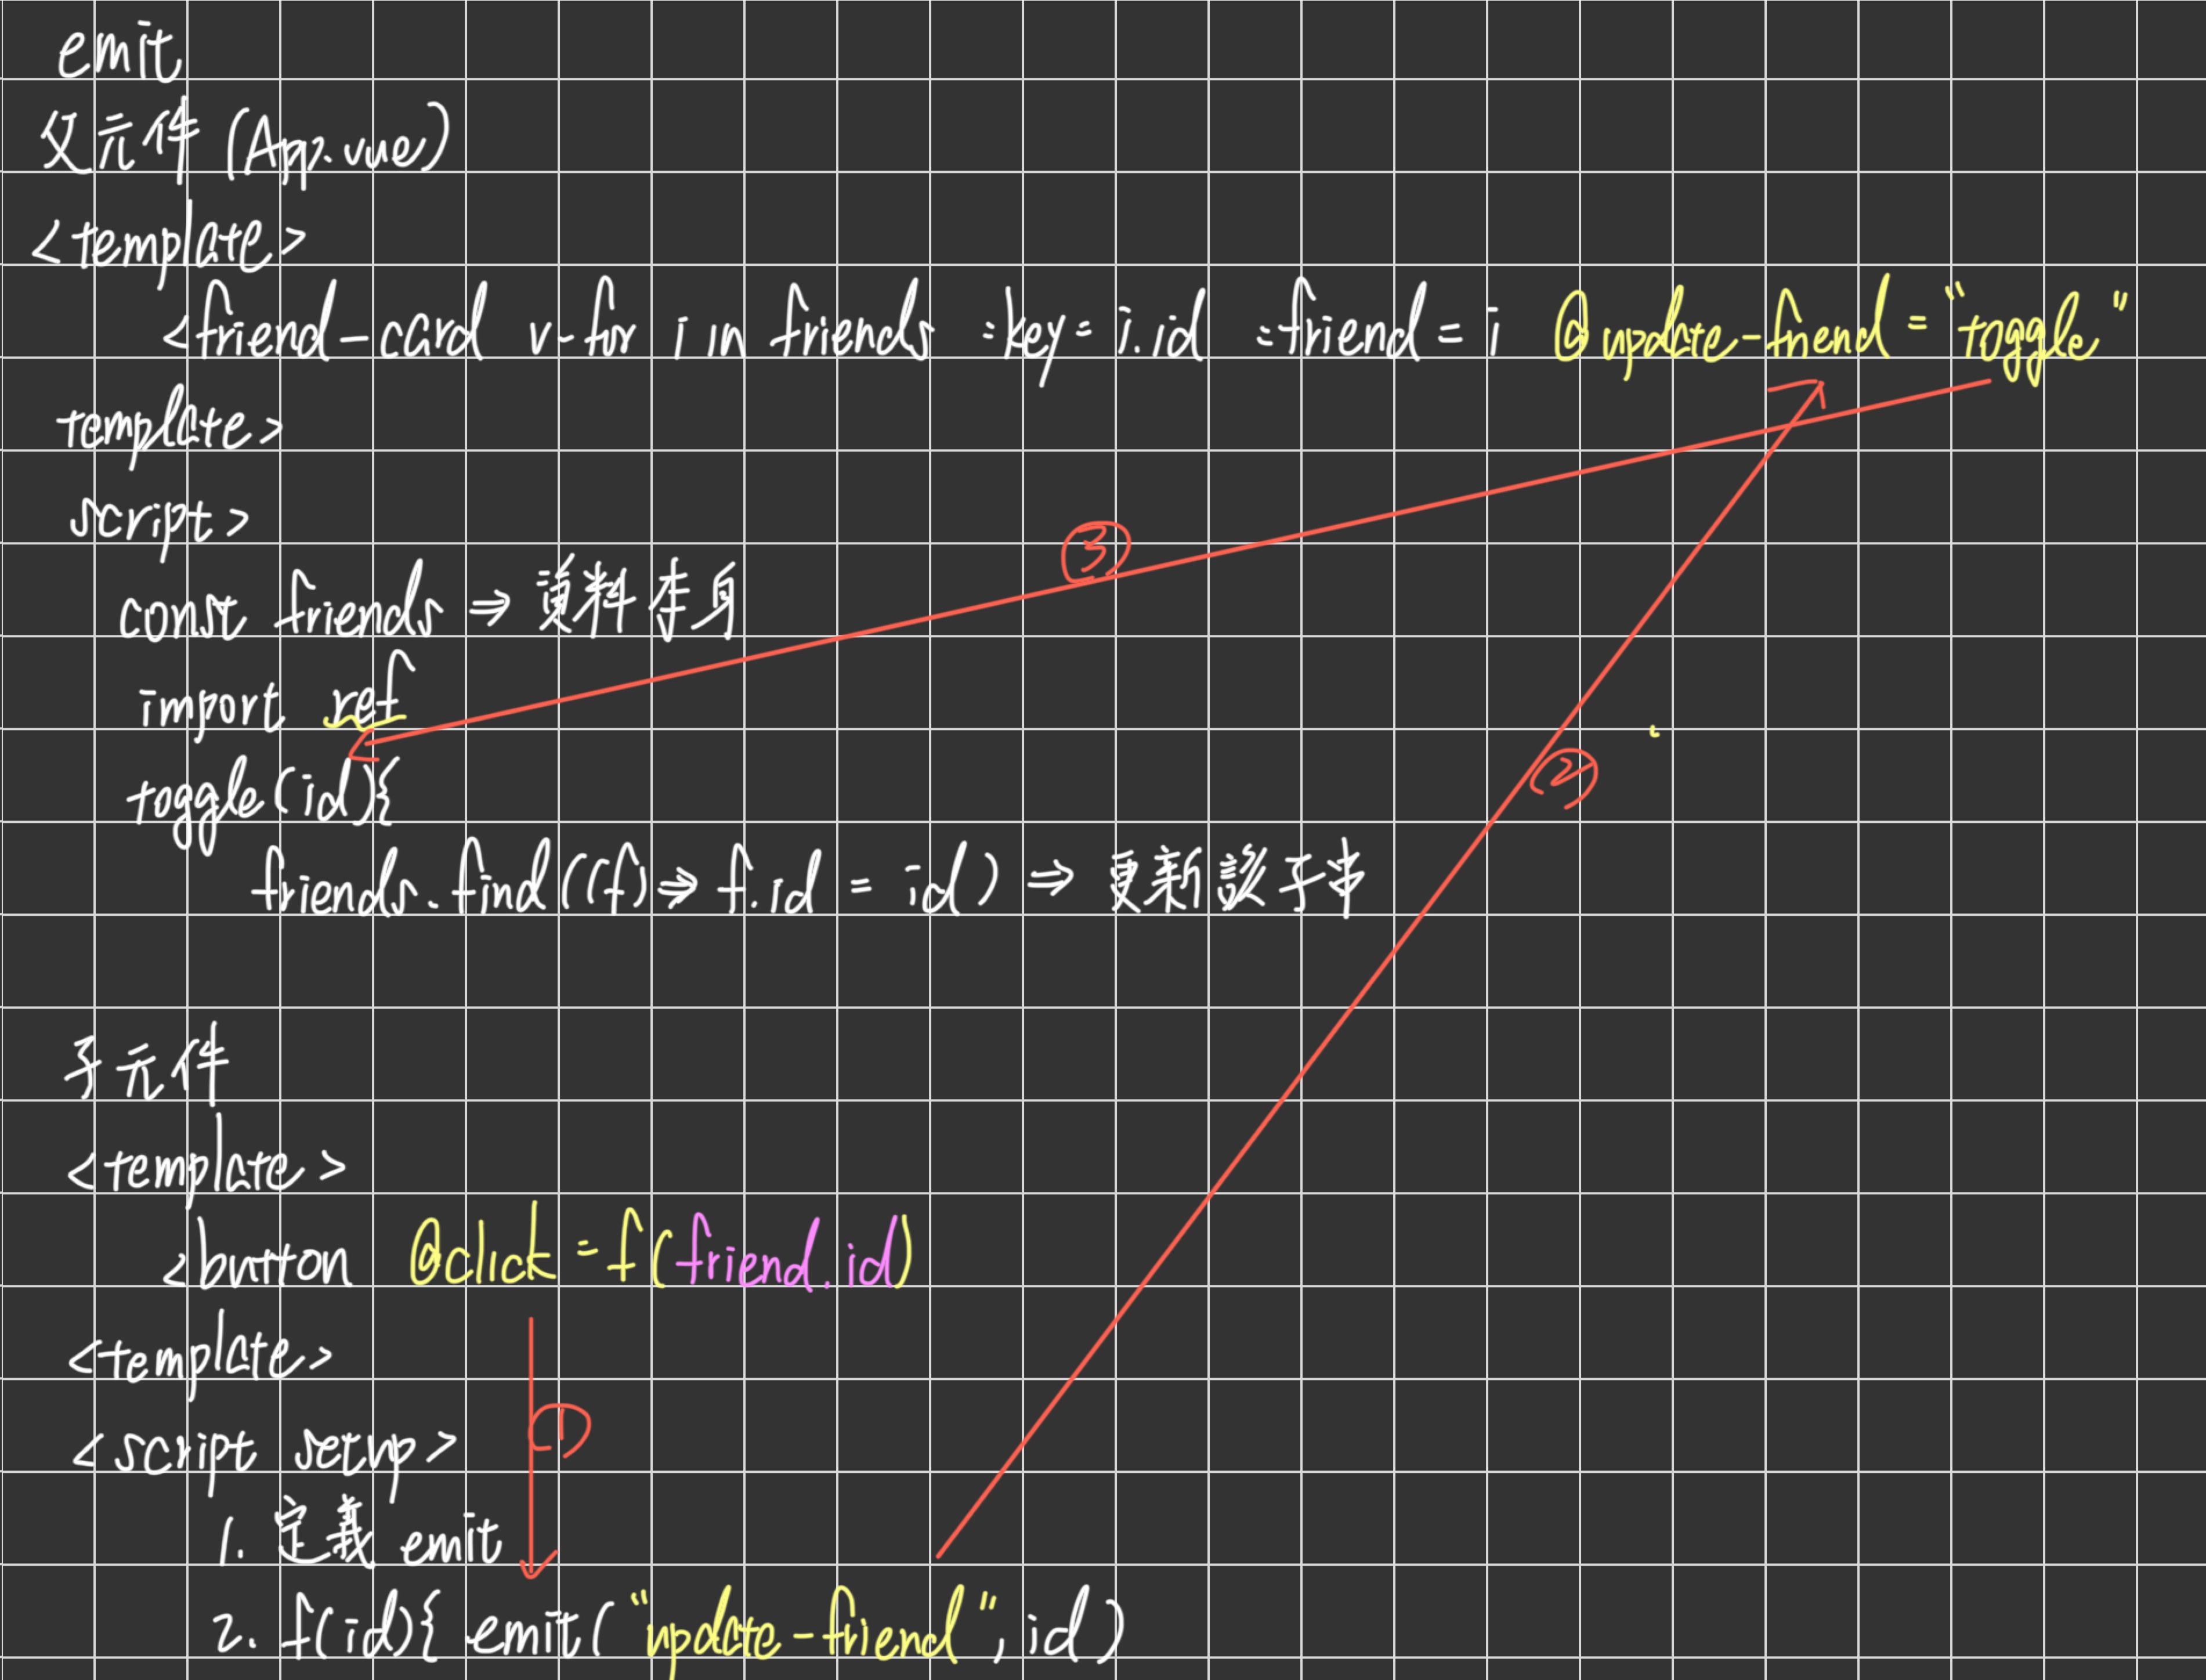 emit
父元件 (App.vue)
<template>
<friend-card v-for i in friends :key=i.id :friend=i @update-friend="toggle"
template>
script>
const friends ⇒ 資料本身
import ref
toggle(id){
friends.find((f)⇒ f.id = id) ⇒ 更新該子串
③
②
子元件
<template>
<button @click=f(friend.id)
<template>
①
<script setup>
1. 定義 emit
2. f(id){ emit("update-friend", id)